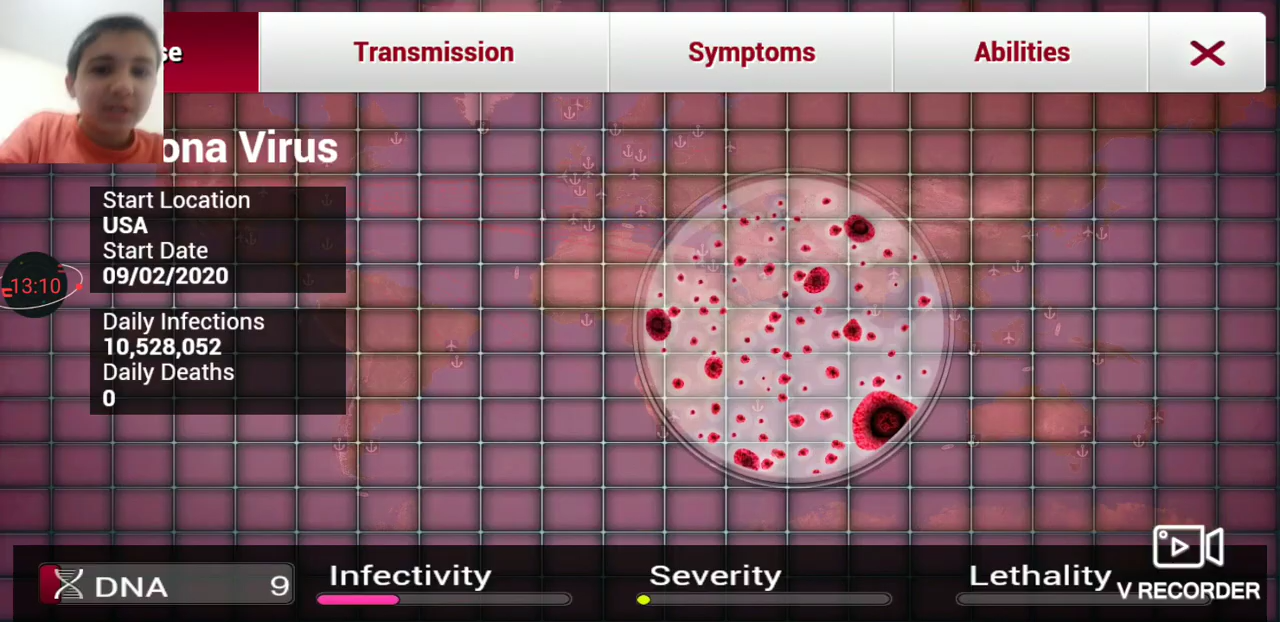 se
Transmission
Symptoms
Abilities
ona Virus
Start Location
USA
Start Date
09/02/2020
13:10
Daily Infections
10,528,052
Daily Deaths
0
DNA 9
Infectivity
Severity
Lethality
V RECORDER